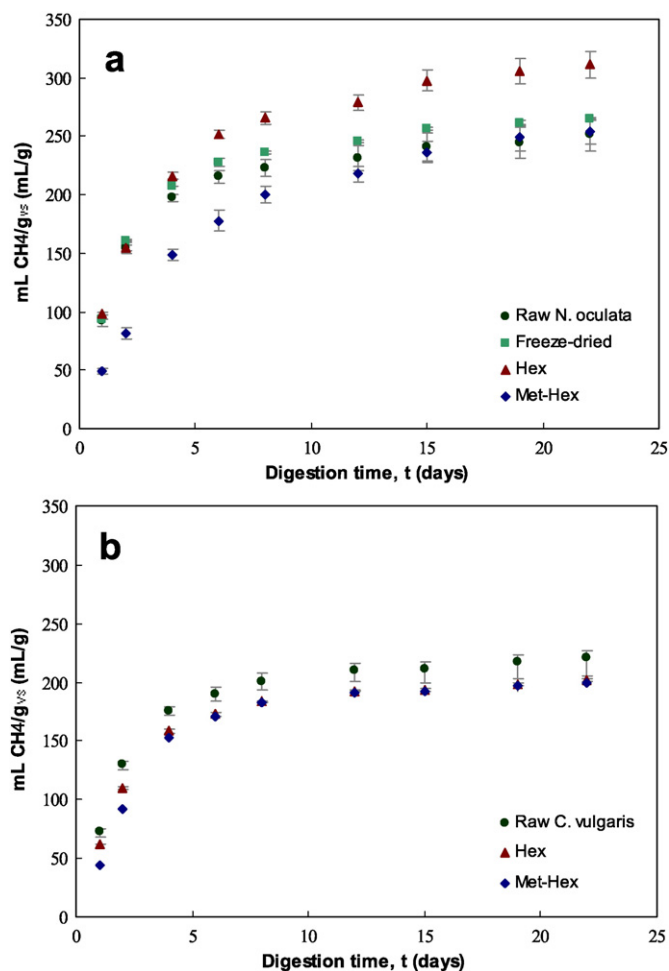 a
350
300
250
200
150
100
50
0
mL CH4/gvs (mL/g)
Raw N. oculata
Freeze-dried
Hex
Met-Hex
0 5 10 15 20 25
Digestion time, t (days)
b
350
300
250
200
150
100
50
0
mL CH4/gvs (mL/g)
Raw C. vulgaris
Hex
Met-Hex
0 5 10 15 20 25
Digestion time, t (days)